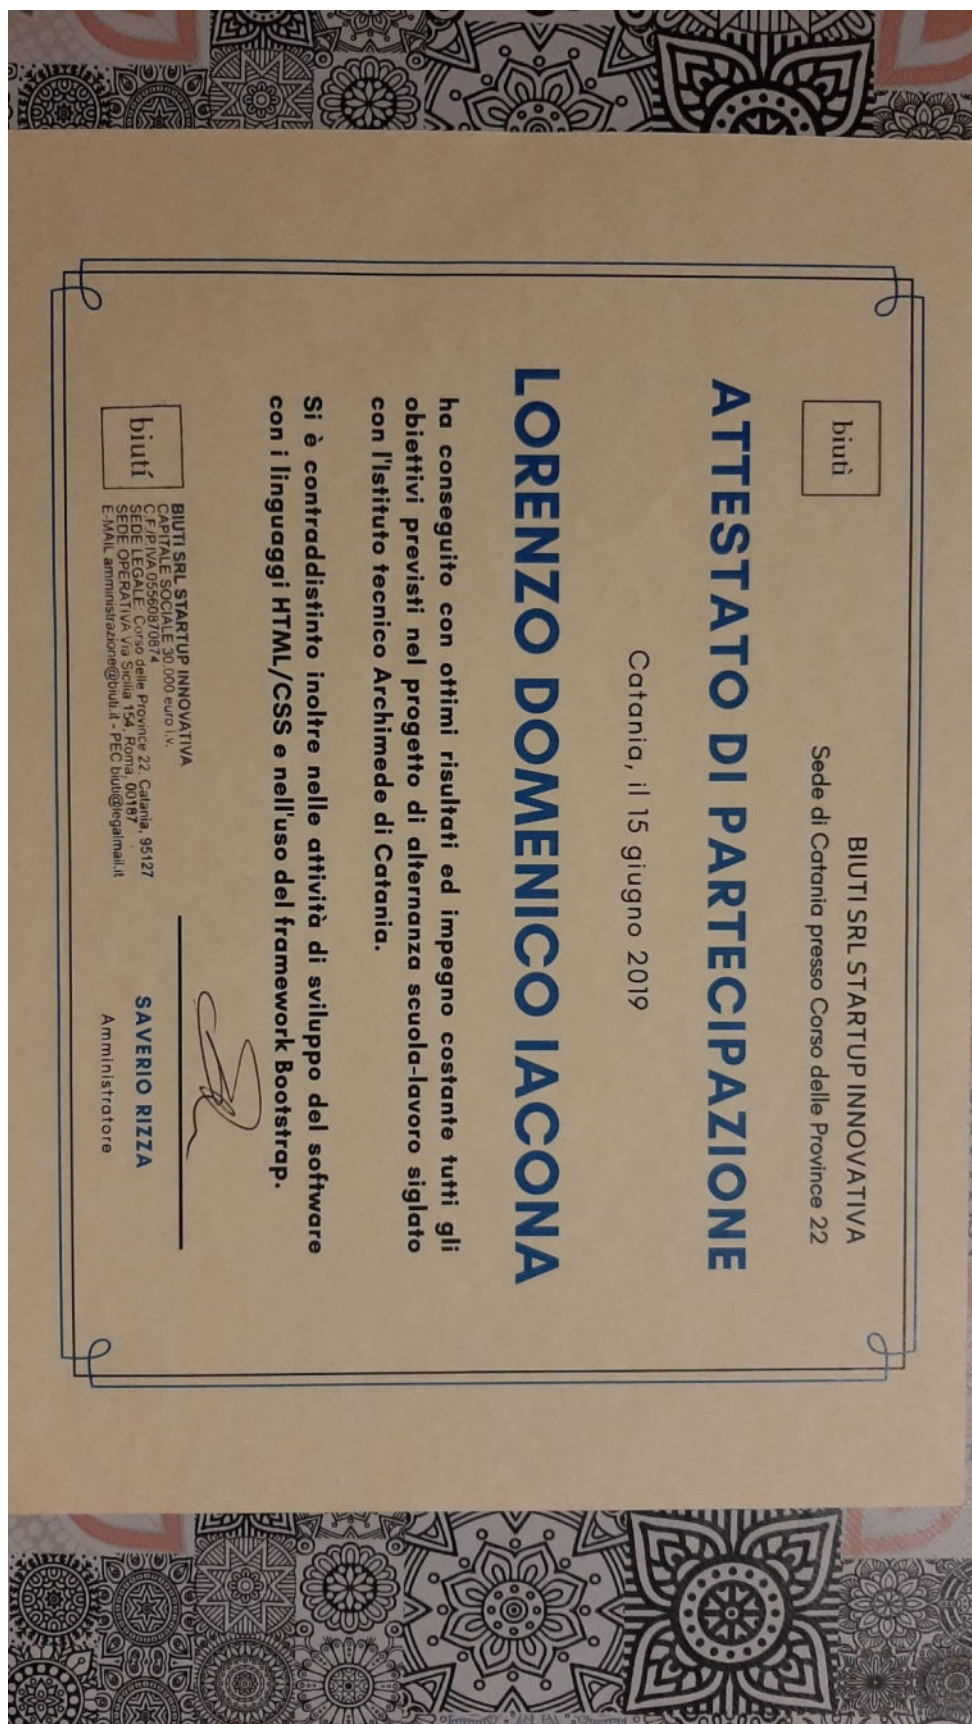 biutì
BIUTI SRL STARTUP INNOVATIVA
Sede di Catania presso Corso delle Province 22
ATTESTATO DI PARTECIPAZIONE
Catania, il 15 giugno 2019
LORENZO DOMENICO IACONA
ha conseguito con ottimi risultati ed impegno costante tutti gli
obiettivi previsti nel progetto di alternanza scuola-lavoro siglato
con l'Istituto tecnico Archimede di Catania.
Si è contraddistinto inoltre nelle attività di sviluppo del software
con i linguaggi HTML/CSS e nell'uso del framework Bootstrap.
biutí
BIUTI SRL STARTUP INNOVATIVA
CAPITALE SOCIALE 30.000 euro i.v.
C.F/P.IVA 05560870874
SEDE LEGALE: Corso delle Province 22, Catania, 95127
SEDE OPERATIVA Via Sicilia 154, Roma, 00187
E-MAIL amministrazione@biuti.it - PEC biuti@legalmail.it
SAVERIO RIZZA
Amministratore